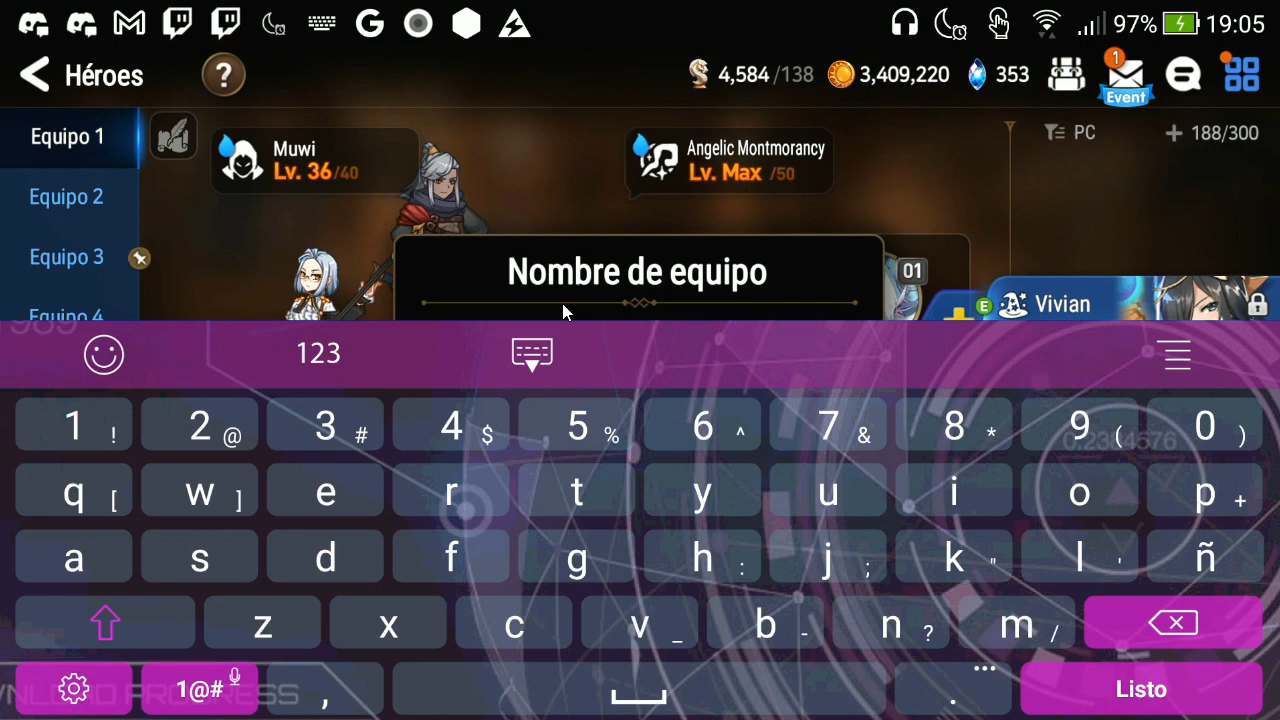 97% 19:05
Héroes ? 4,584/138 3,409,220 353 1
Event
Equipo 1
Muwi
Lv. 36/40
Angelic Montmorancy
Lv. Max /50
PC + 188/300
Equipo 2
Equipo 3
Equipo 4
Nombre de equipo
01
E Vivian
123
1 ! 2 @ 3 # 4 $ 5 % 6 ^ 7 & 8 * 9 ( 0 )
q [ w ] e r t y u i o p +
a s d f g h : j ; k " l ' ñ
z x c v _ b - n ? m /
1@# , . ... Listo